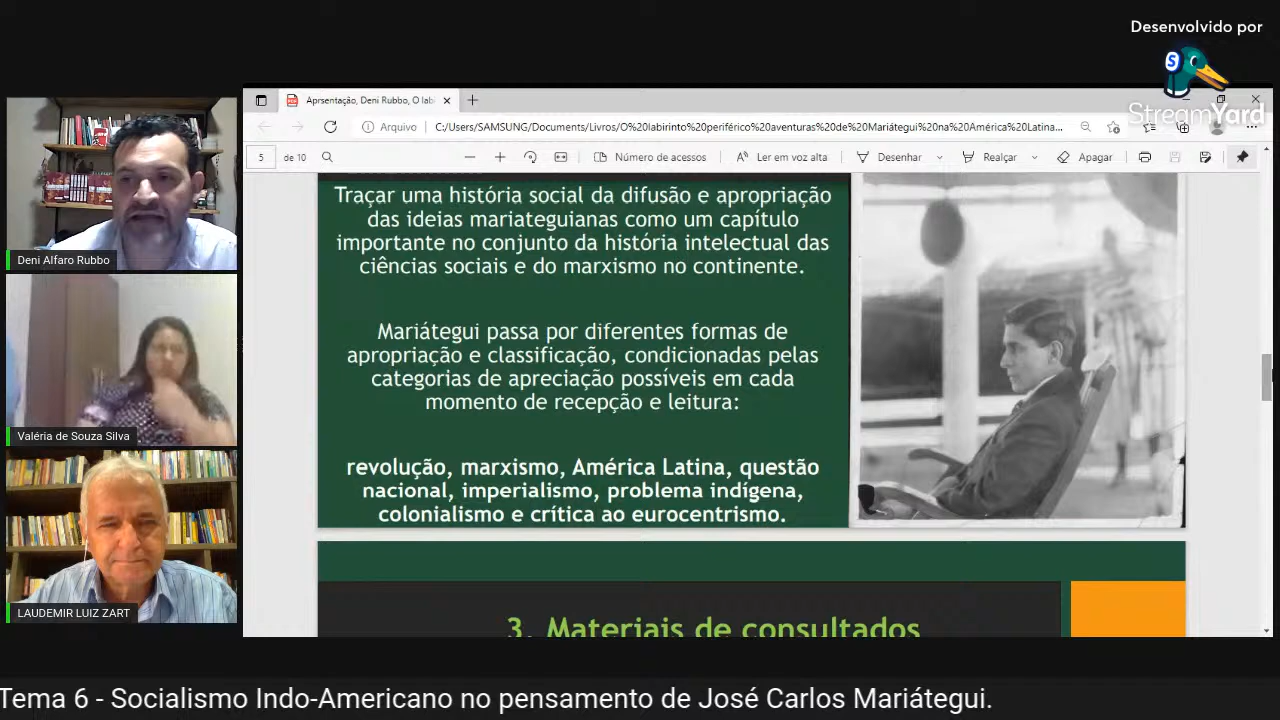 Desenvolvido por
S
StreamYard
Aprsentação, Deni Rubbo, O lab
Arquivo
C:/Users/SAMSUNG/Documents/Livros/O%20labirinto%20periférico%20aventuras%20de%20Mariátegui%20na%20América%20Latina...
5 de 10
Número de acessos
Ler em voz alta
Desenhar
Realçar
Apagar
Traçar uma história social da difusão e apropriação
das ideias mariateguianas como um capítulo
importante no conjunto da história intelectual das
ciências sociais e do marxismo no continente.
Mariátegui passa por diferentes formas de
apropriação e classificação, condicionadas pelas
categorias de apreciação possíveis em cada
momento de recepção e leitura:
revolução, marxismo, América Latina, questão
nacional, imperialismo, problema indígena,
colonialismo e crítica ao eurocentrismo.
3. Materiais de consultados
Deni Alfaro Rubbo
Valéria de Souza Silva
LAUDEMIR LUIZ ZART
Tema 6 - Socialismo Indo-Americano no pensamento de José Carlos Mariátegui.